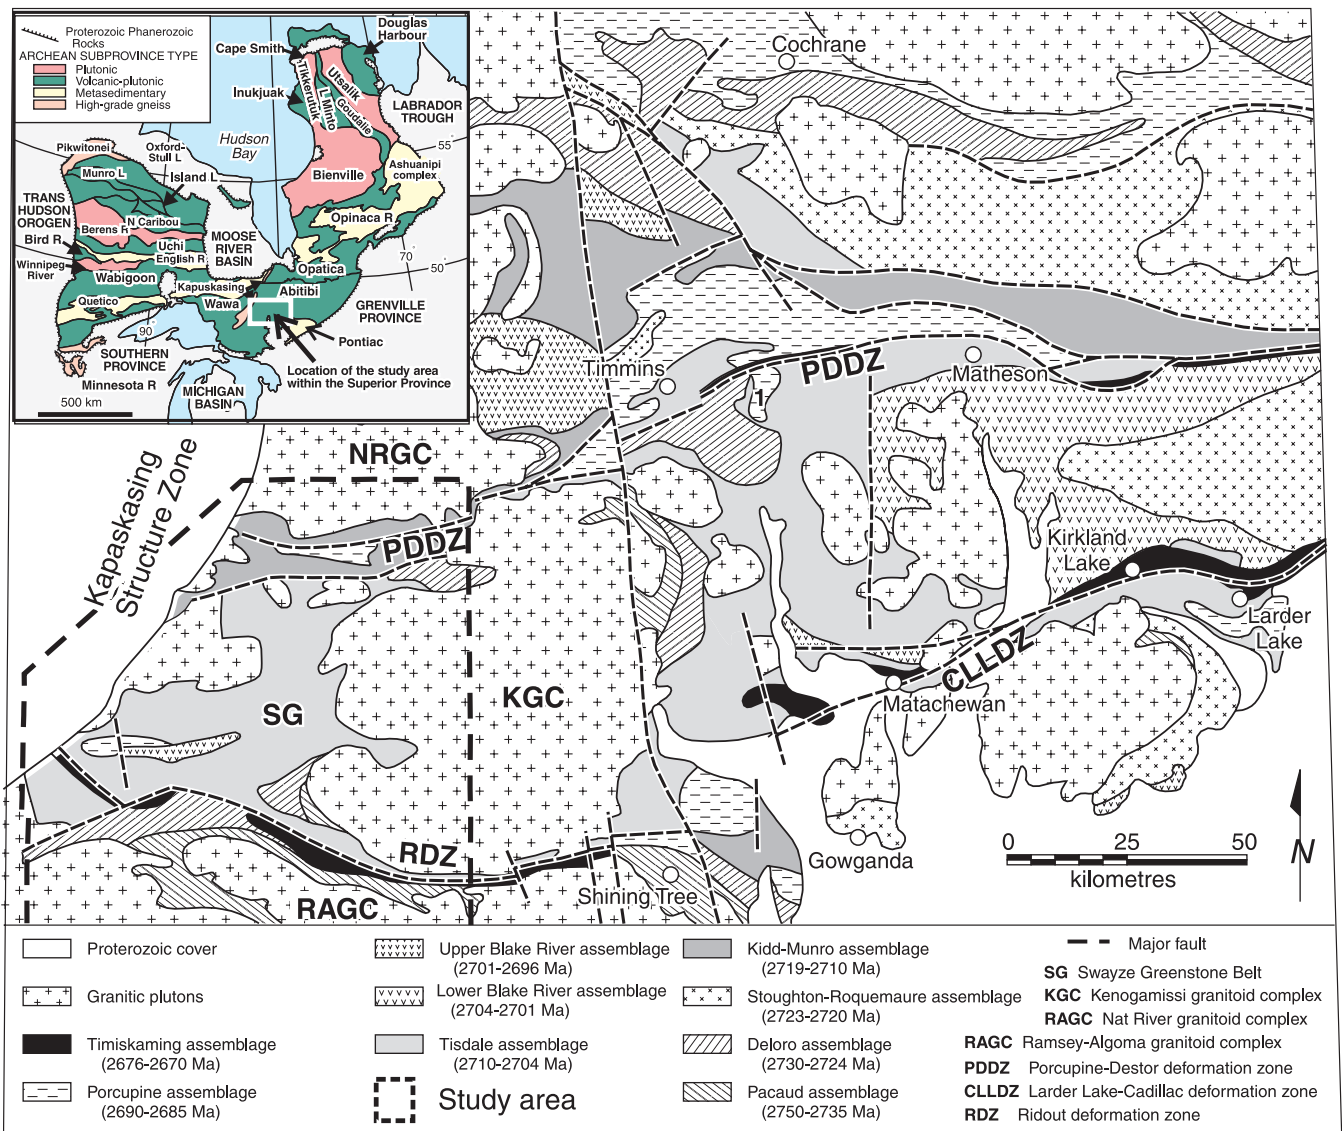 Proterozoic Phanerozoic
Rocks
ARCHEAN SUBPROVINCE TYPE
Plutonic
Volcanic-plutonic
Metasedimentary
High-grade gneiss
Cape Smith
Douglas
Harbour
Inukjuak
Tikkerutuk
L Minto
Utsalik
Goudalie
LABRADOR
TROUGH
Hudson
Bay
55°
Pikwitonei
Oxford-
Stull L
Munro L
Island L
Ashuanipi
complex
Bienville
TRANS
HUDSON
OROGEN
N Caribou
Berens R
MOOSE
RIVER
BASIN
Opinaca R
Bird R
Uchi
English R
Winnipeg
River
Wabigoon
Opatica
70°
50°
Kapuskasing
Abitibi
Quetico
Wawa
GRENVILLE
PROVINCE
90°
Pontiac
SOUTHERN
PROVINCE
Minnesota R
MICHIGAN
BASIN
Location of the study area
within the Superior Province
500 km
Cochrane
Timmins
PDDZ
Matheson
1
NRGC
Kapaskasing
Structure Zone
PDDZ
Kirkland
Lake
Larder
Lake
SG
KGC
CLLDZ
Matachewan
RDZ
Gowganda
RAGC
Shining Tree
0 25 50
kilometres
N
Proterozoic cover
Granitic plutons
Timiskaming assemblage
(2676-2670 Ma)
Porcupine assemblage
(2690-2685 Ma)
Upper Blake River assemblage
(2701-2696 Ma)
Lower Blake River assemblage
(2704-2701 Ma)
Tisdale assemblage
(2710-2704 Ma)
Study area
Kidd-Munro assemblage
(2719-2710 Ma)
Stoughton-Roquemaure assemblage
(2723-2720 Ma)
Deloro assemblage
(2730-2724 Ma)
Pacaud assemblage
(2750-2735 Ma)
Major fault
SG Swayze Greenstone Belt
KGC Kenogamissi granitoid complex
RAGC Nat River granitoid complex
RAGC Ramsey-Algoma granitoid complex
PDDZ Porcupine-Destor deformation zone
CLLDZ Larder Lake-Cadillac deformation zone
RDZ Ridout deformation zone